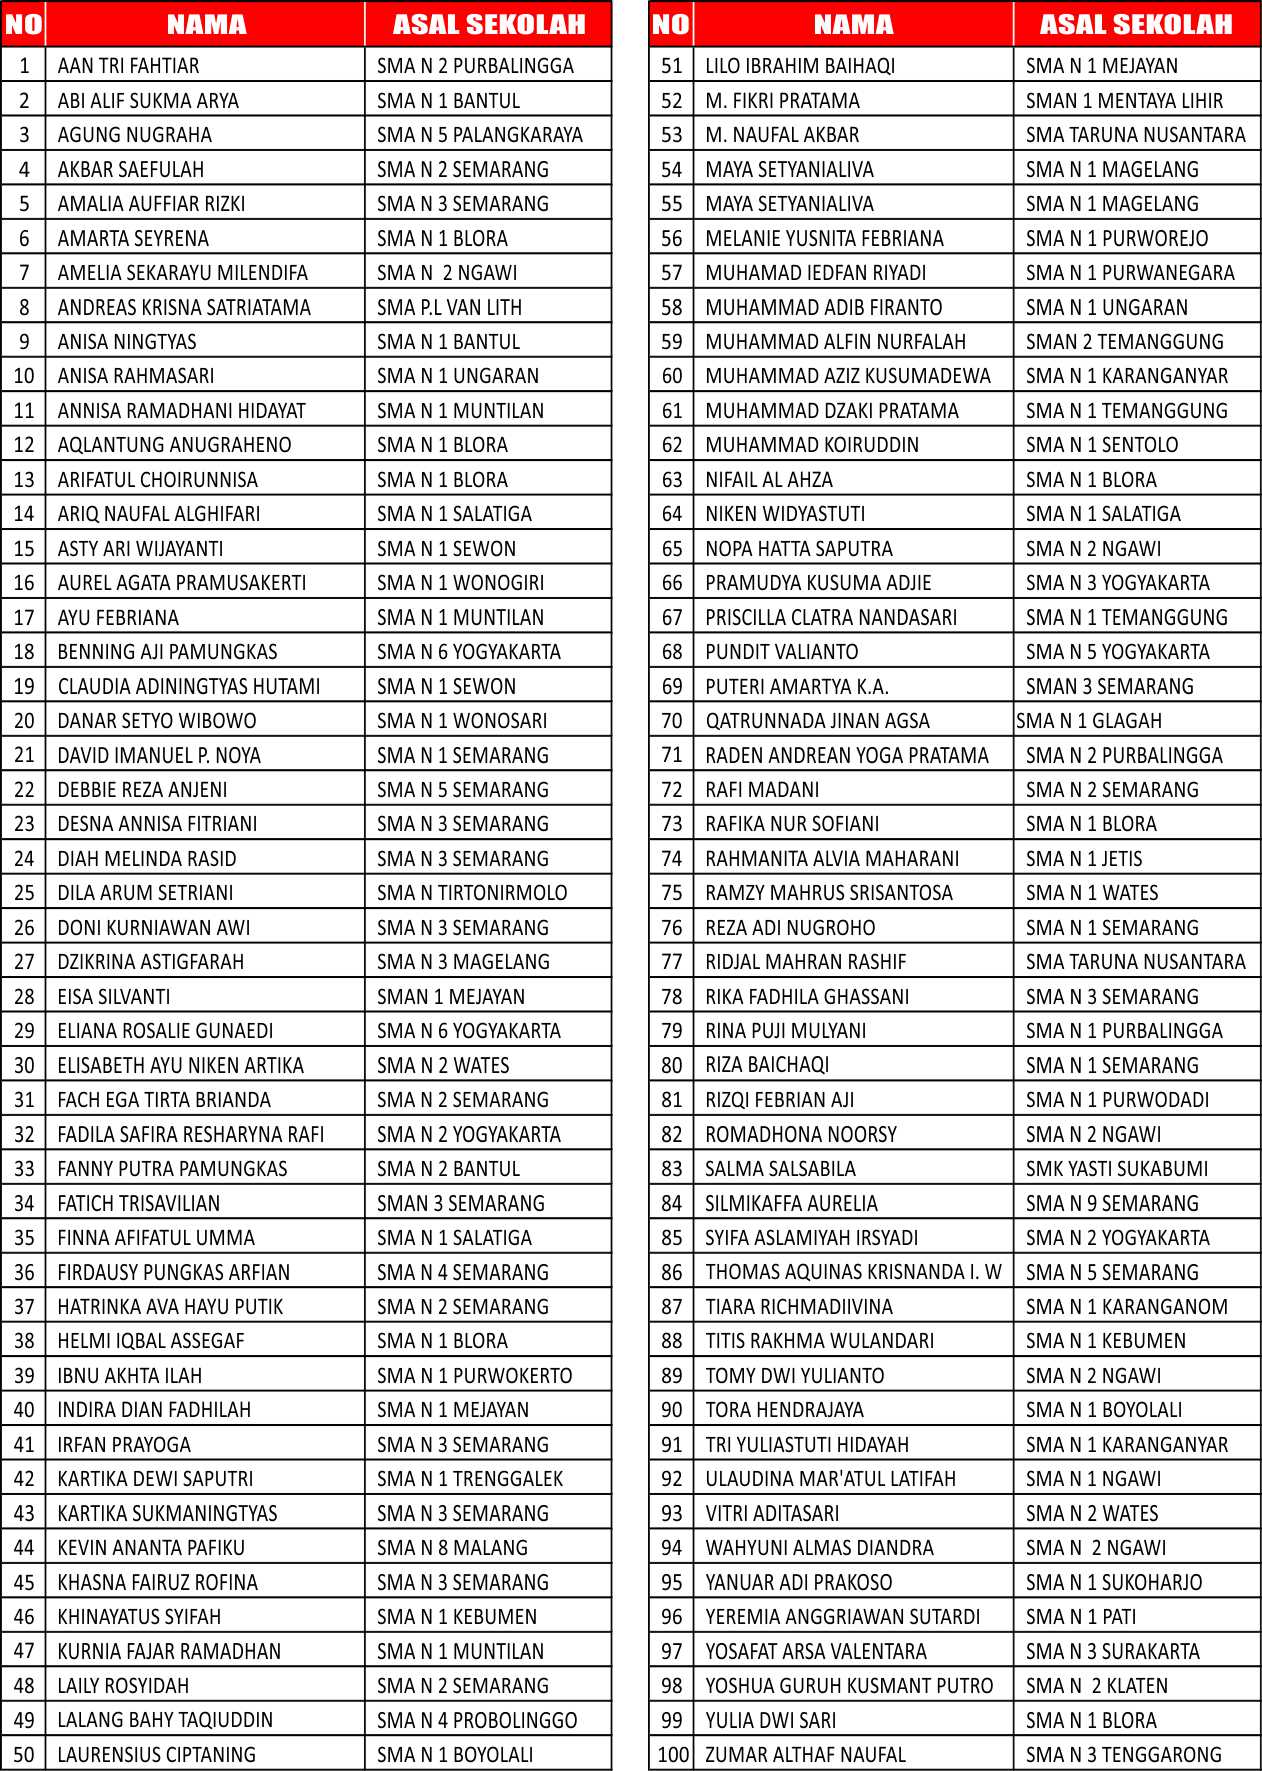 NO NAMA ASAL SEKOLAH
1 AAN TRI FAHTIAR SMA N 2 PURBALINGGA
2 ABI ALIF SUKMA ARYA SMA N 1 BANTUL
3 AGUNG NUGRAHA SMA N 5 PALANGKARAYA
4 AKBAR SAEFULAH SMA N 2 SEMARANG
5 AMALIA AUFFIAR RIZKI SMA N 3 SEMARANG
6 AMARTA SEYRENA SMA N 1 BLORA
7 AMELIA SEKARAYU MILENDIFA SMA N 2 NGAWI
8 ANDREAS KRISNA SATRIATAMA SMA P.L VAN LITH
9 ANISA NINGTYAS SMA N 1 BANTUL
10 ANISA RAHMASARI SMA N 1 UNGARAN
11 ANNISA RAMADHANI HIDAYAT SMA N 1 MUNTILAN
12 AQLANTUNG ANUGRAHENO SMA N 1 BLORA
13 ARIFATUL CHOIRUNNISA SMA N 1 BLORA
14 ARIQ NAUFAL ALGHIFARI SMA N 1 SALATIGA
15 ASTY ARI WIJAYANTI SMA N 1 SEWON
16 AUREL AGATA PRAMUSAKERTI SMA N 1 WONOGIRI
17 AYU FEBRIANA SMA N 1 MUNTILAN
18 BENNING AJI PAMUNGKAS SMA N 6 YOGYAKARTA
19 CLAUDIA ADININGTYAS HUTAMI SMA N 1 SEWON
20 DANAR SETYO WIBOWO SMA N 1 WONOSARI
21 DAVID IMANUEL P. NOYA SMA N 1 SEMARANG
22 DEBBIE REZA ANJENI SMA N 5 SEMARANG
23 DESNA ANNISA FITRIANI SMA N 3 SEMARANG
24 DIAH MELINDA RASID SMA N 3 SEMARANG
25 DILA ARUM SETRIANI SMA N TIRTONIRMOLO
26 DONI KURNIAWAN AWI SMA N 3 SEMARANG
27 DZIKRINA ASTIGFARAH SMA N 3 MAGELANG
28 EISA SILVANTI SMAN 1 MEJAYAN
29 ELIANA ROSALIE GUNAEDI SMA N 6 YOGYAKARTA
30 ELISABETH AYU NIKEN ARTIKA SMA N 2 WATES
31 FACH EGA TIRTA BRIANDA SMA N 2 SEMARANG
32 FADILA SAFIRA RESHARYNA RAFI SMA N 2 YOGYAKARTA
33 FANNY PUTRA PAMUNGKAS SMA N 2 BANTUL
34 FATICH TRISAVILIAN SMAN 3 SEMARANG
35 FINNA AFIFATUL UMMA SMA N 1 SALATIGA
36 FIRDAUSY PUNGKAS ARFIAN SMA N 4 SEMARANG
37 HATRINKA AVA HAYU PUTIK SMA N 2 SEMARANG
38 HELMI IQBAL ASSEGAF SMA N 1 BLORA
39 IBNU AKHTA ILAH SMA N 1 PURWOKERTO
40 INDIRA DIAN FADHILAH SMA N 1 MEJAYAN
41 IRFAN PRAYOGA SMA N 3 SEMARANG
42 KARTIKA DEWI SAPUTRI SMA N 1 TRENGGALEK
43 KARTIKA SUKMANINGTYAS SMA N 3 SEMARANG
44 KEVIN ANANTA PAFIKU SMA N 8 MALANG
45 KHASNA FAIRUZ ROFINA SMA N 3 SEMARANG
46 KHINAYATUS SYIFAH SMA N 1 KEBUMEN
47 KURNIA FAJAR RAMADHAN SMA N 1 MUNTILAN
48 LAILY ROSYIDAH SMA N 2 SEMARANG
49 LALANG BAHY TAQIUDDIN SMA N 4 PROBOLINGGO
50 LAURENSIUS CIPTANING SMA N 1 BOYOLALI
NO NAMA ASAL SEKOLAH
51 LILO IBRAHIM BAIHAQI SMA N 1 MEJAYAN
52 M. FIKRI PRATAMA SMAN 1 MENTAYA LIHIR
53 M. NAUFAL AKBAR SMA TARUNA NUSANTARA
54 MAYA SETYANIALIVA SMA N 1 MAGELANG
55 MAYA SETYANIALIVA SMA N 1 MAGELANG
56 MELANIE YUSNITA FEBRIANA SMA N 1 PURWOREJO
57 MUHAMAD IEDFAN RIYADI SMA N 1 PURWANEGARA
58 MUHAMMAD ADIB FIRANTO SMA N 1 UNGARAN
59 MUHAMMAD ALFIN NURFALAH SMAN 2 TEMANGGUNG
60 MUHAMMAD AZIZ KUSUMADEWA SMA N 1 KARANGANYAR
61 MUHAMMAD DZAKI PRATAMA SMA N 1 TEMANGGUNG
62 MUHAMMAD KOIRUDDIN SMA N 1 SENTOLO
63 NIFAIL AL AHZA SMA N 1 BLORA
64 NIKEN WIDYASTUTI SMA N 1 SALATIGA
65 NOPA HATTA SAPUTRA SMA N 2 NGAWI
66 PRAMUDYA KUSUMA ADJIE SMA N 3 YOGYAKARTA
67 PRISCILLA CLATRA NANDASARI SMA N 1 TEMANGGUNG
68 PUNDIT VALIANTO SMA N 5 YOGYAKARTA
69 PUTERI AMARTYA K.A. SMAN 3 SEMARANG
70 QATRUNNADA JINAN AGSA SMA N 1 GLAGAH
71 RADEN ANDREAN YOGA PRATAMA SMA N 2 PURBALINGGA
72 RAFI MADANI SMA N 2 SEMARANG
73 RAFIKA NUR SOFIANI SMA N 1 BLORA
74 RAHMANITA ALVIA MAHARANI SMA N 1 JETIS
75 RAMZY MAHRUS SRISANTOSA SMA N 1 WATES
76 REZA ADI NUGROHO SMA N 1 SEMARANG
77 RIDJAL MAHRAN RASHIF SMA TARUNA NUSANTARA
78 RIKA FADHILA GHASSANI SMA N 3 SEMARANG
79 RINA PUJI MULYANI SMA N 1 PURBALINGGA
80 RIZA BAICHAQI SMA N 1 SEMARANG
81 RIZQI FEBRIAN AJI SMA N 1 PURWODADI
82 ROMADHONA NOORSY SMA N 2 NGAWI
83 SALMA SALSABILA SMK YASTI SUKABUMI
84 SILMIKAFFA AURELIA SMA N 9 SEMARANG
85 SYIFA ASLAMIYAH IRSYADI SMA N 2 YOGYAKARTA
86 THOMAS AQUINAS KRISNANDA I. W SMA N 5 SEMARANG
87 TIARA RICHMADIIVINA SMA N 1 KARANGANOM
88 TITIS RAKHMA WULANDARI SMA N 1 KEBUMEN
89 TOMY DWI YULIANTO SMA N 2 NGAWI
90 TORA HENDRAJAYA SMA N 1 BOYOLALI
91 TRI YULIASTUTI HIDAYAH SMA N 1 KARANGANYAR
92 ULAUDINA MAR'ATUL LATIFAH SMA N 1 NGAWI
93 VITRI ADITASARI SMA N 2 WATES
94 WAHYUNI ALMAS DIANDRA SMA N 2 NGAWI
95 YANUAR ADI PRAKOSO SMA N 1 SUKOHARJO
96 YEREMIA ANGGRIAWAN SUTARDI SMA N 1 PATI
97 YOSAFAT ARSA VALENTARA SMA N 3 SURAKARTA
98 YOSHUA GURUH KUSMANT PUTRO SMA N 2 KLATEN
99 YULIA DWI SARI SMA N 1 BLORA
100 ZUMAR ALTHAF NAUFAL SMA N 3 TENGGARONG